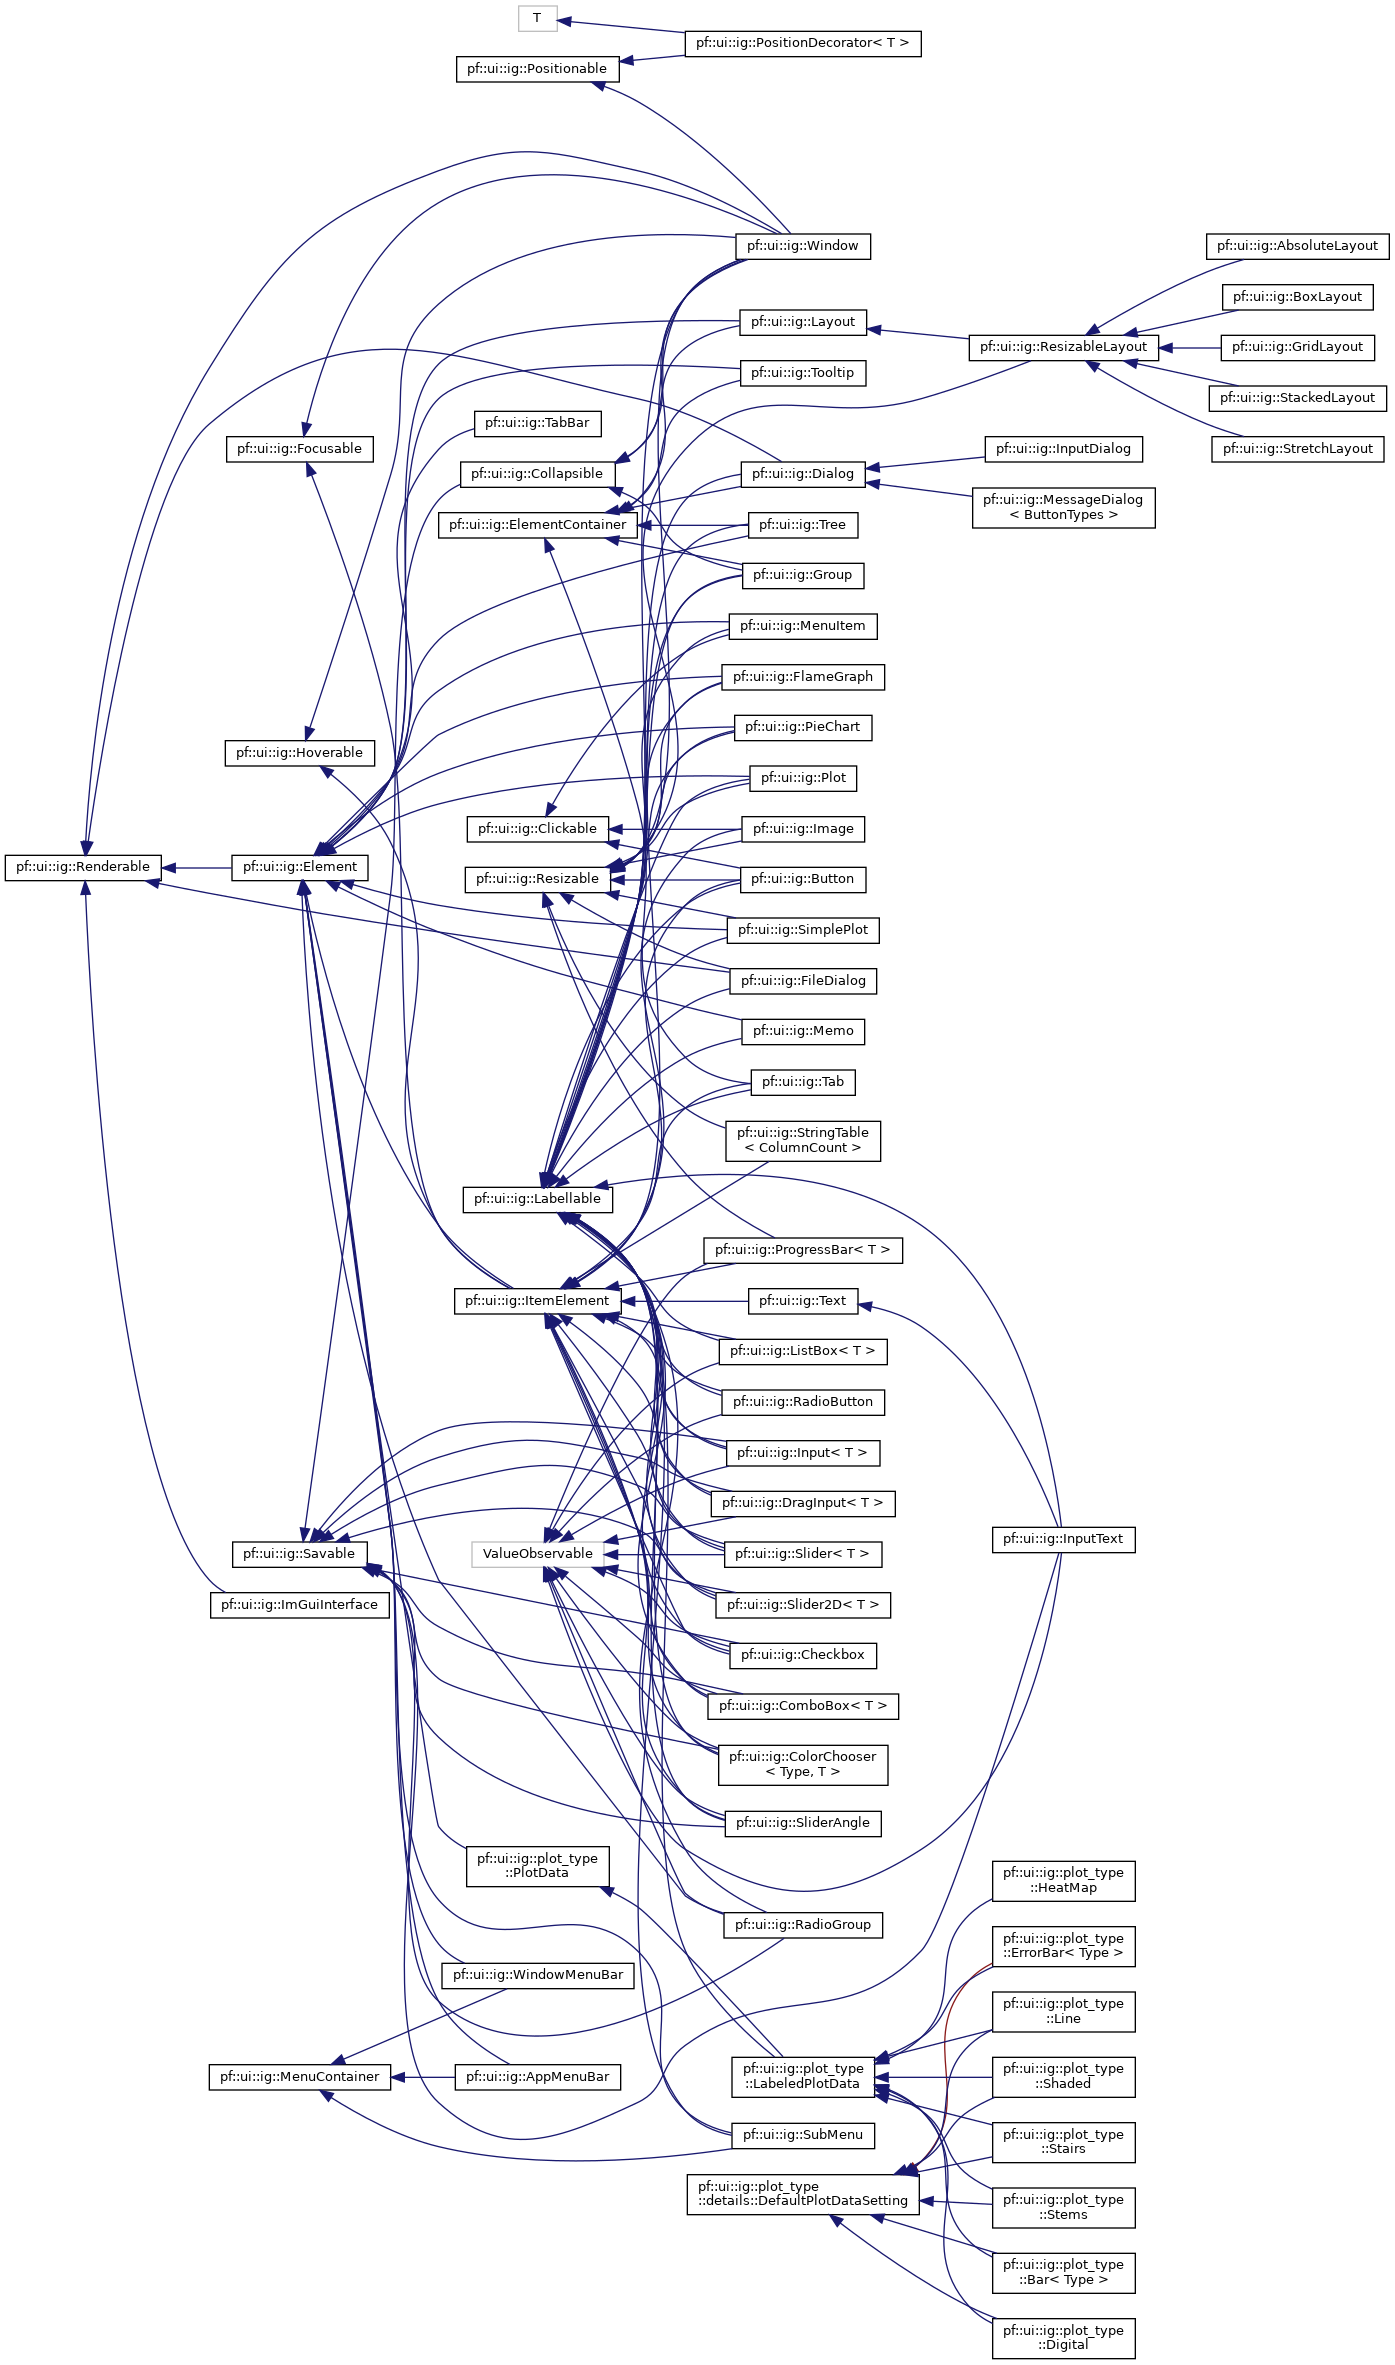 T
pf::ui::ig::PositionDecorator< T >
pf::ui::ig::Positionable
pf::ui::ig::Window
pf::ui::ig::AbsoluteLayout
pf::ui::ig::BoxLayout
pf::ui::ig::Layout
pf::ui::ig::ResizableLayout
pf::ui::ig::GridLayout
pf::ui::ig::Tooltip
pf::ui::ig::StackedLayout
pf::ui::ig::TabBar
pf::ui::ig::Focusable
pf::ui::ig::InputDialog
pf::ui::ig::StretchLayout
pf::ui::ig::Collapsible
pf::ui::ig::Dialog
pf::ui::ig::MessageDialog
< ButtonTypes >
pf::ui::ig::ElementContainer
pf::ui::ig::Tree
pf::ui::ig::Group
pf::ui::ig::MenuItem
pf::ui::ig::FlameGraph
pf::ui::ig::PieChart
pf::ui::ig::Hoverable
pf::ui::ig::Plot
pf::ui::ig::Clickable
pf::ui::ig::Image
pf::ui::ig::Renderable
pf::ui::ig::Element
pf::ui::ig::Resizable
pf::ui::ig::Button
pf::ui::ig::SimplePlot
pf::ui::ig::FileDialog
pf::ui::ig::Memo
pf::ui::ig::Tab
pf::ui::ig::StringTable
< ColumnCount >
pf::ui::ig::Labellable
pf::ui::ig::ProgressBar< T >
pf::ui::ig::ItemElement
pf::ui::ig::Text
pf::ui::ig::ListBox< T >
pf::ui::ig::RadioButton
pf::ui::ig::Input< T >
pf::ui::ig::DragInput< T >
pf::ui::ig::InputText
pf::ui::ig::Savable
ValueObservable
pf::ui::ig::Slider< T >
pf::ui::ig::ImGuiInterface
pf::ui::ig::Slider2D< T >
pf::ui::ig::Checkbox
pf::ui::ig::ComboBox< T >
pf::ui::ig::ColorChooser
< Type, T >
pf::ui::ig::SliderAngle
pf::ui::ig::plot_type
::PlotData
pf::ui::ig::plot_type
::HeatMap
pf::ui::ig::RadioGroup
pf::ui::ig::plot_type
::ErrorBar< Type >
pf::ui::ig::WindowMenuBar
pf::ui::ig::plot_type
::Line
pf::ui::ig::MenuContainer
pf::ui::ig::AppMenuBar
pf::ui::ig::plot_type
::LabeledPlotData
pf::ui::ig::plot_type
::Shaded
pf::ui::ig::SubMenu
pf::ui::ig::plot_type
::Stairs
pf::ui::ig::plot_type
::details::DefaultPlotDataSetting
pf::ui::ig::plot_type
::Stems
pf::ui::ig::plot_type
::Bar< Type >
pf::ui::ig::plot_type
::Digital